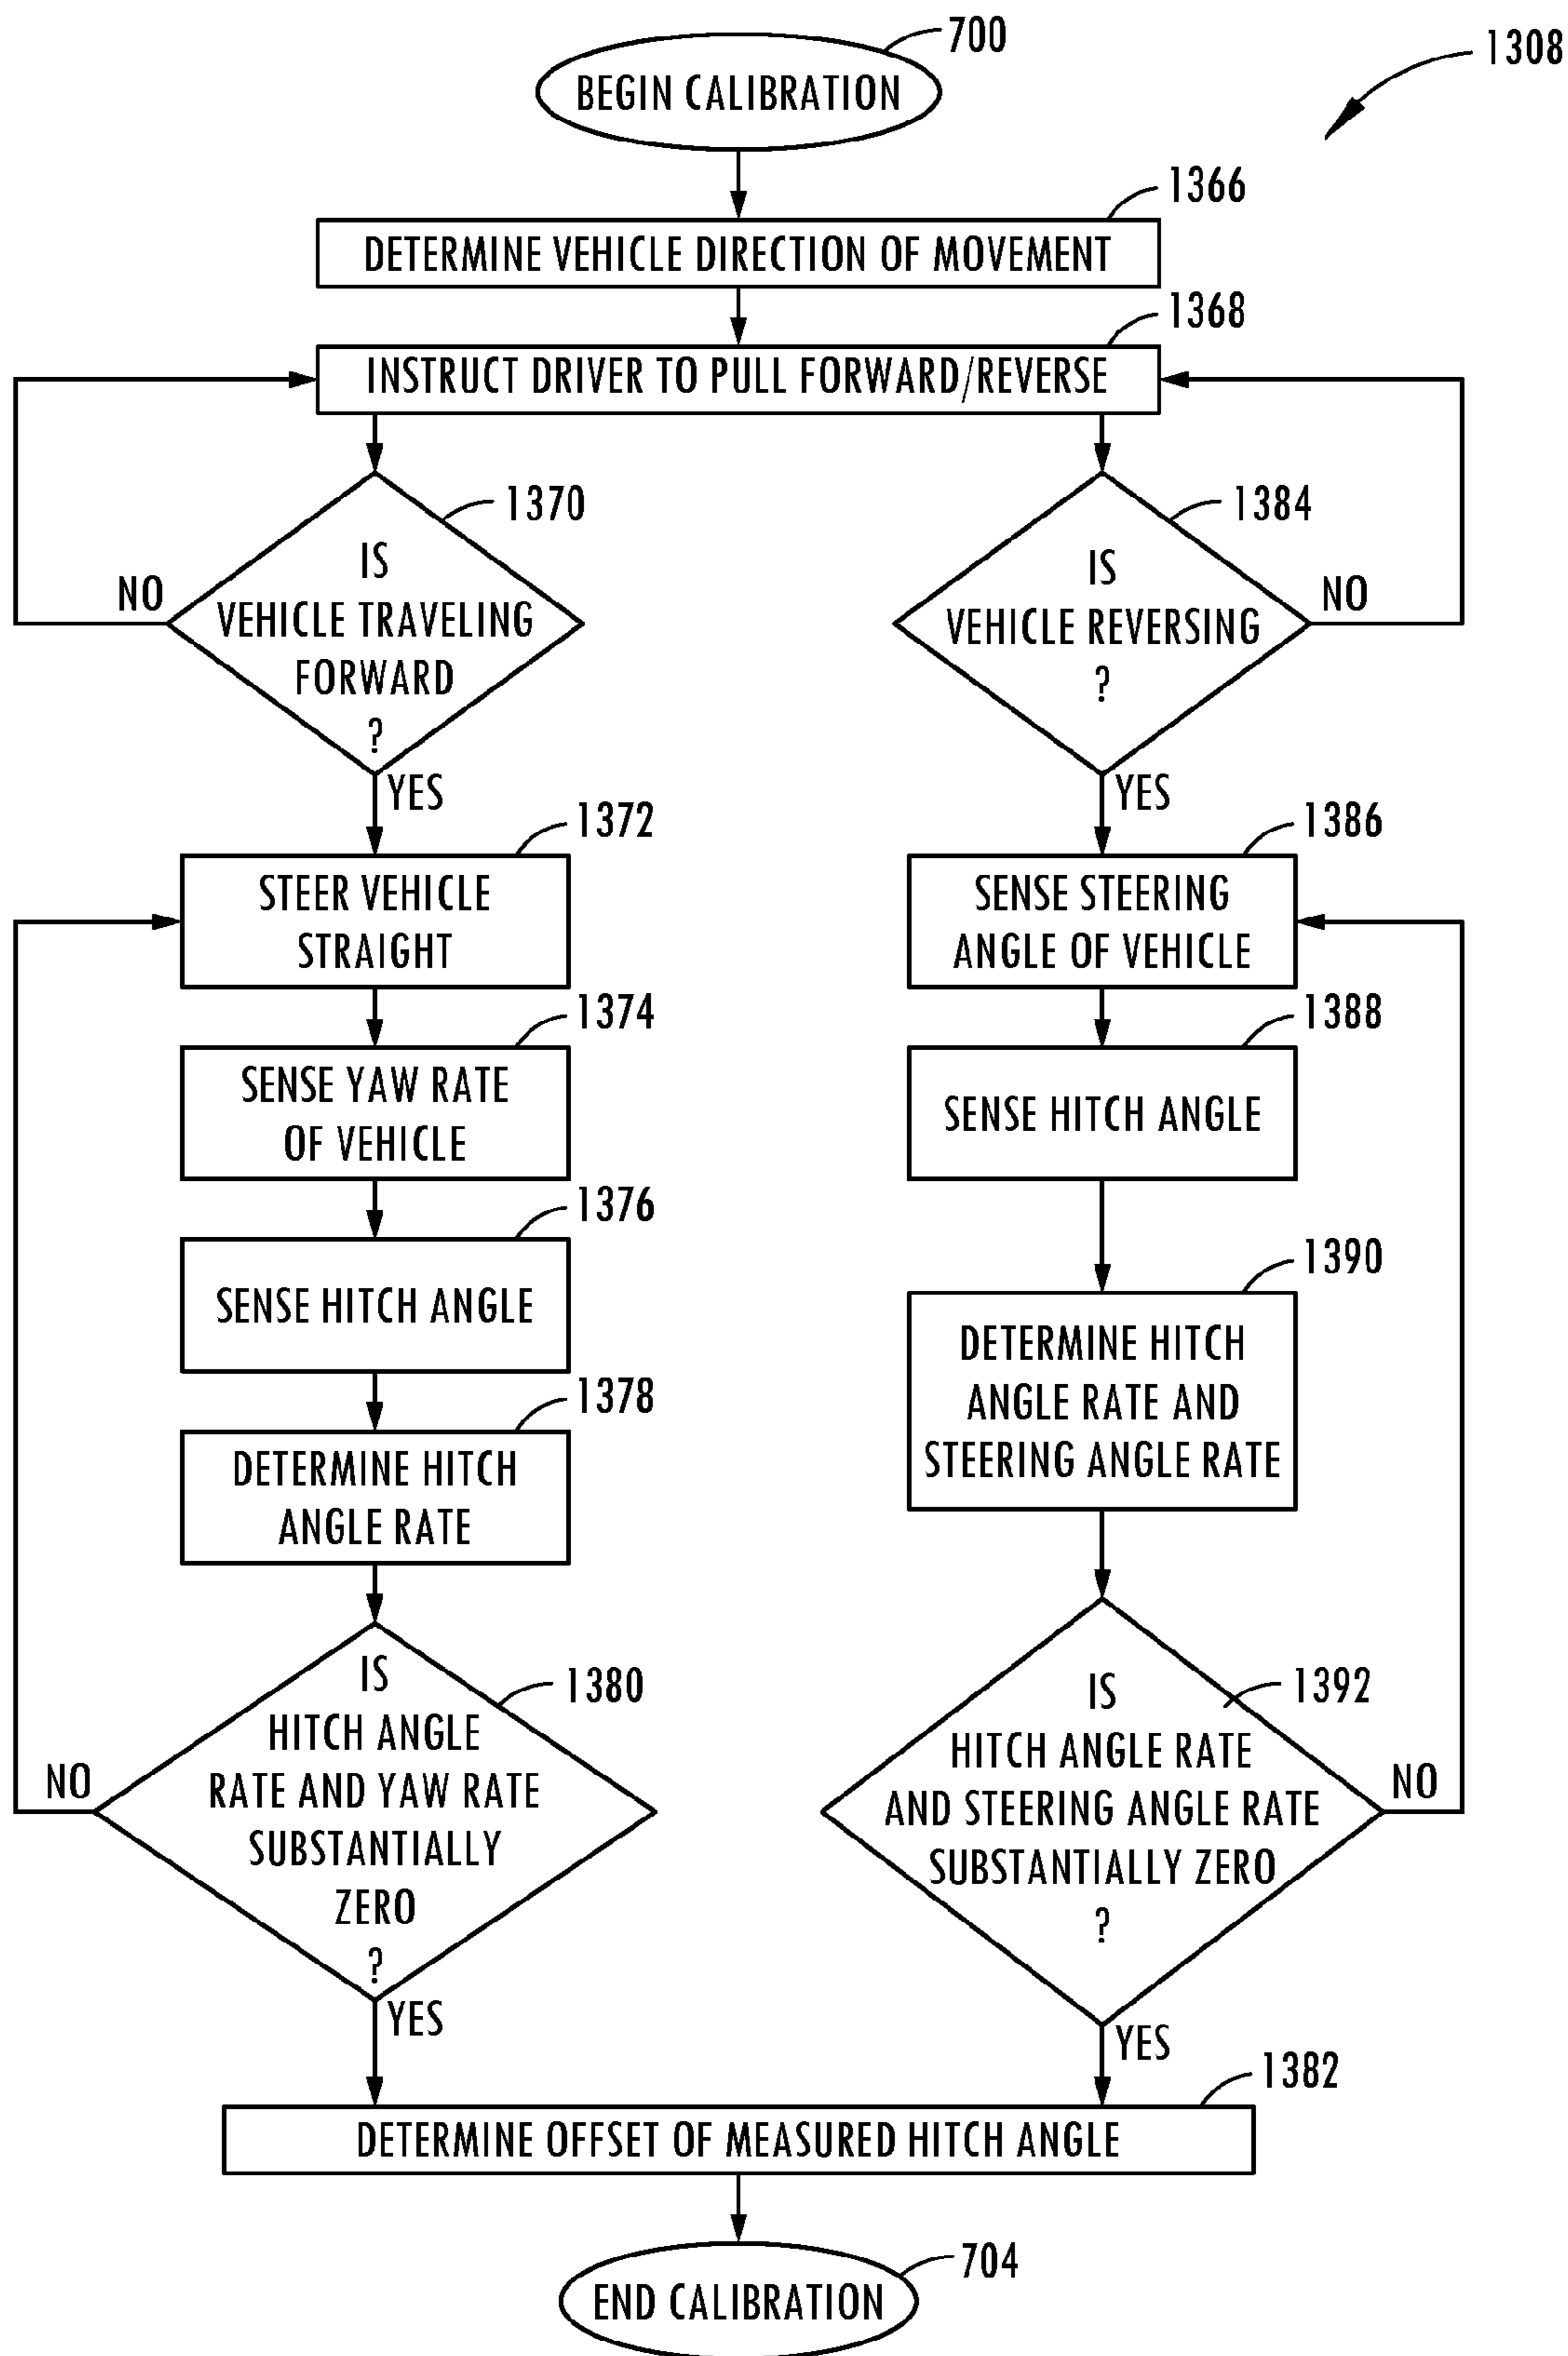 700
1308
BEGIN CALIBRATION
1366
DETERMINE VEHICLE DIRECTION OF MOVEMENT
1368
INSTRUCT DRIVER TO PULL FORWARD/REVERSE
1370
IS
VEHICLE TRAVELING
FORWARD
?
NO
YES
1372
STEER VEHICLE
STRAIGHT
1374
SENSE YAW RATE
OF VEHICLE
1376
SENSE HITCH ANGLE
1378
DETERMINE HITCH
ANGLE RATE
1380
IS
HITCH ANGLE
RATE AND YAW RATE
SUBSTANTIALLY
ZERO
?
NO
YES
1384
IS
VEHICLE REVERSING
?
NO
YES
1386
SENSE STEERING
ANGLE OF VEHICLE
1388
SENSE HITCH ANGLE
1390
DETERMINE HITCH
ANGLE RATE AND
STEERING ANGLE RATE
1392
IS
HITCH ANGLE RATE
AND STEERING ANGLE RATE
SUBSTANTIALLY ZERO
?
NO
YES
1382
DETERMINE OFFSET OF MEASURED HITCH ANGLE
704
END CALIBRATION